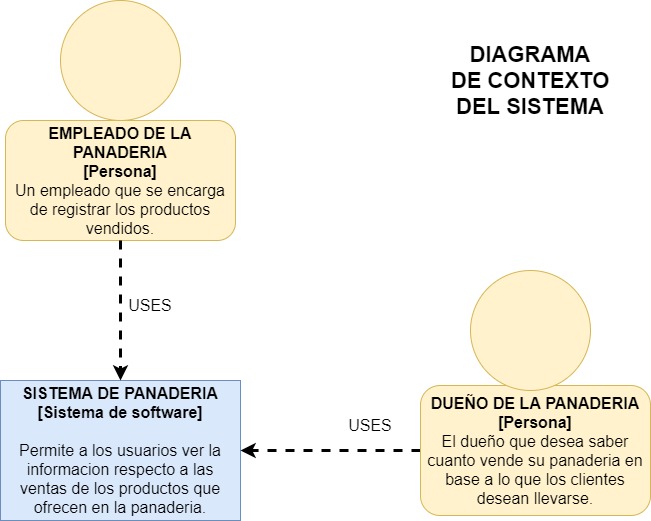 DIAGRAMA
DE CONTEXTO
DEL SISTEMA
EMPLEADO DE LA
PANADERIA
[Persona]
Un empleado que se encarga
de registrar los productos
vendidos.
USES
SISTEMA DE PANADERIA
[Sistema de software]
Permite a los usuarios ver la
informacion respecto a las
ventas de los productos que
ofrecen en la panaderia.
USES
DUEÑO DE LA PANADERIA
[Persona]
El dueño que desea saber
cuanto vende su panaderia en
base a lo que los clientes
desean llevarse.